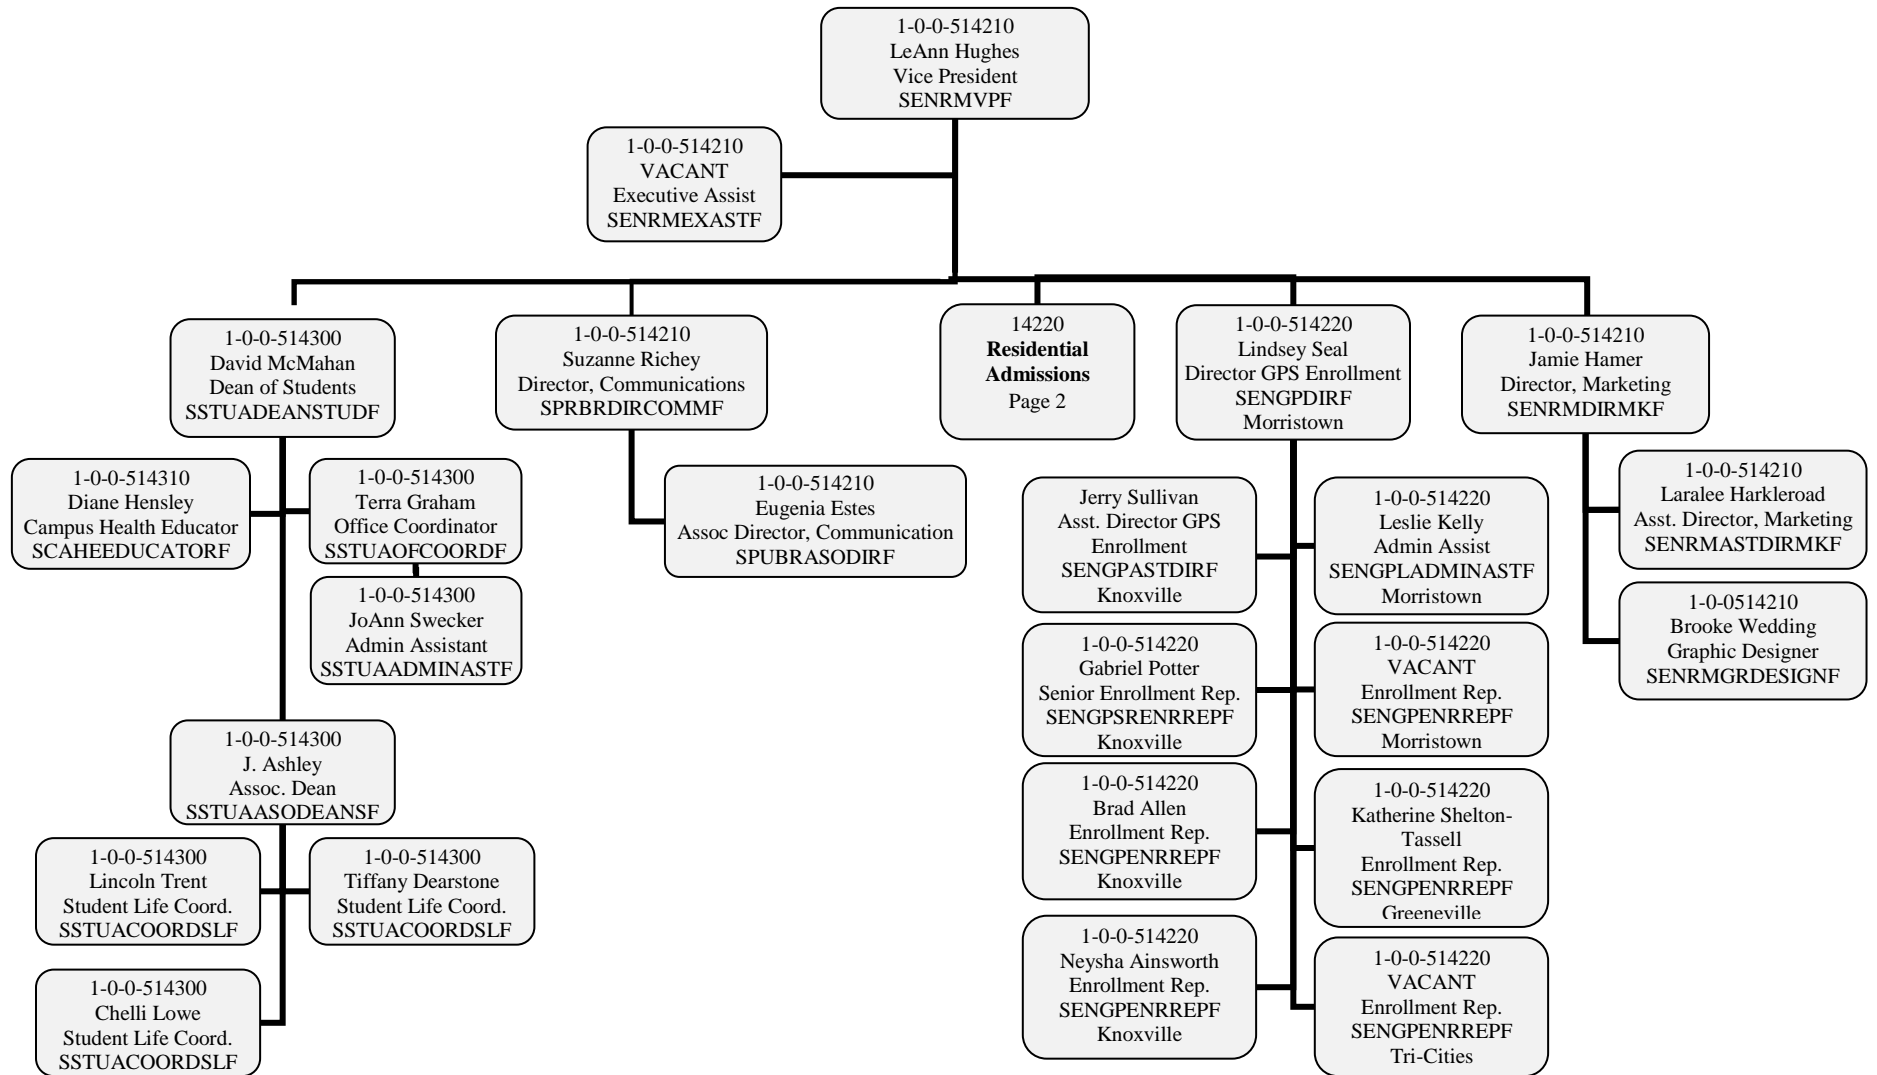 1-0-0-514210
LeAnn Hughes
Vice President
SENRMVPF
1-0-0-514210
VACANT
Executive Assist
SENRMEXASTF
1-0-0-514300
David McMahan
Dean of Students
SSTUADEANSTUDF
1-0-0-514210
Suzanne Richey
Director, Communications
SPRBRDIRCOMMF
14220
Residential
Admissions
Page 2
1-0-0-514220
Lindsey Seal
Director GPS Enrollment
SENGPDIRF
Morristown
1-0-0-514210
Jamie Hamer
Director, Marketing
SENRMDIRMKF
1-0-0-514310
Diane Hensley
Campus Health Educator
SCAHEEDUCATORF
1-0-0-514300
Terra Graham
Office Coordinator
SSTUAOFCOORDF
1-0-0-514300
JoAnn Swecker
Admin Assistant
SSTUAADMINASTF
1-0-0-514300
J. Ashley
Assoc. Dean
SSTUAASODEANSF
1-0-0-514300
Lincoln Trent
Student Life Coord.
SSTUACOORDSLF
1-0-0-514300
Tiffany Dearstone
Student Life Coord.
SSTUACOORDSLF
1-0-0-514300
Chelli Lowe
Student Life Coord.
SSTUACOORDSLF
1-0-0-514210
Eugenia Estes
Assoc Director, Communication
SPUBRASODIRF
Jerry Sullivan
Asst. Director GPS
Enrollment
SENGPASTDIRF
Knoxville
1-0-0-514220
Leslie Kelly
Admin Assist
SENGPLADMINASTF
Morristown
1-0-0-514220
Gabriel Potter
Senior Enrollment Rep.
SENGPSRENRREPF
Knoxville
1-0-0-514220
VACANT
Enrollment Rep.
SENGPENRREPF
Morristown
1-0-0-514220
Brad Allen
Enrollment Rep.
SENGPENRREPF
Knoxville
1-0-0-514220
Katherine Shelton-
Tassell
Enrollment Rep.
SENGPENRREPF
Greeneville
1-0-0-514220
Neysha Ainsworth
Enrollment Rep.
SENGPENRREPF
Knoxville
1-0-0-514220
VACANT
Enrollment Rep.
SENGPENRREPF
Tri-Cities
1-0-0-514210
Laralee Harkleroad
Asst. Director, Marketing
SENRMASTDIRMKF
1-0-0514210
Brooke Wedding
Graphic Designer
SENRMGRDESIGNF